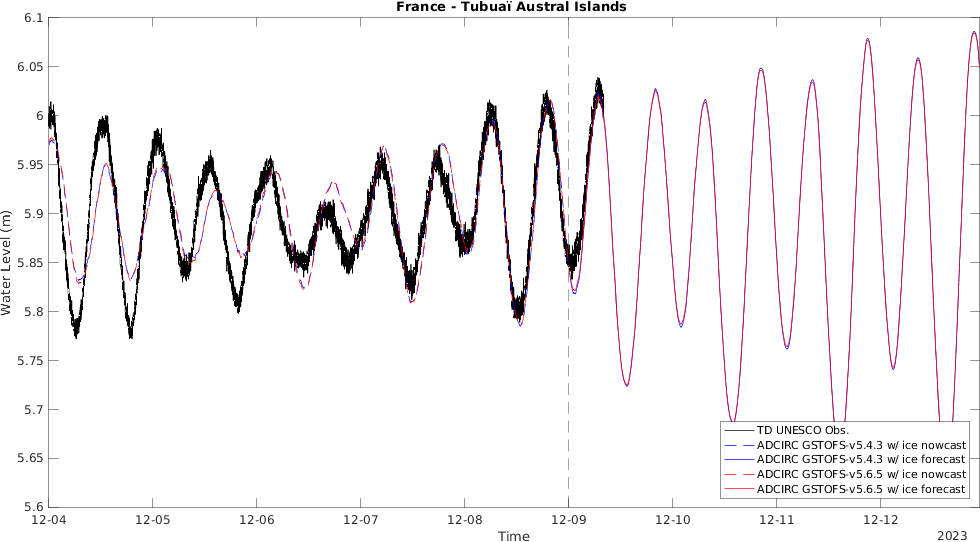 France - Tubuaï Austral Islands
6.1
6.05
6
5.95
5.9
5.85
5.8
5.75
5.7
5.65
5.6
Water Level (m)
TD UNESCO Obs.
ADCIRC GSTOFS-v5.4.3 w/ ice nowcast
ADCIRC GSTOFS-v5.4.3 w/ ice forecast
ADCIRC GSTOFS-v5.6.5 w/ ice nowcast
ADCIRC GSTOFS-v5.6.5 w/ ice forecast
12-04 12-05 12-06 12-07 12-08 12-09 12-10 12-11 12-12
Time
2023